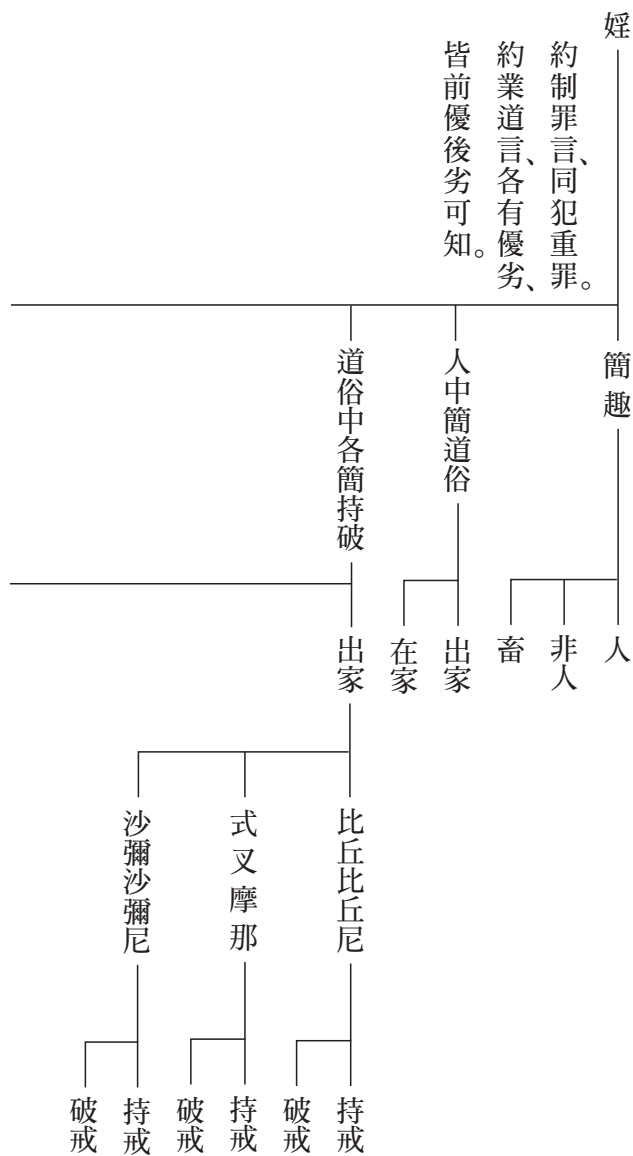 婬
約制罪言、同犯重罪。
約業道言、各有優劣、
皆前優後劣可知。
簡趣
人
非人
畜
人中簡道俗
出家
在家
道俗中各簡持破
出家
比丘比丘尼
持戒
破戒
式叉摩那
持戒
破戒
沙彌沙彌尼
持戒
破戒